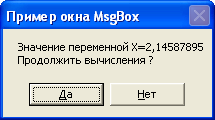 Пример окна MsgBox
Значение переменной X=2,14587895
Продолжить вычисления ?
Да
Нет